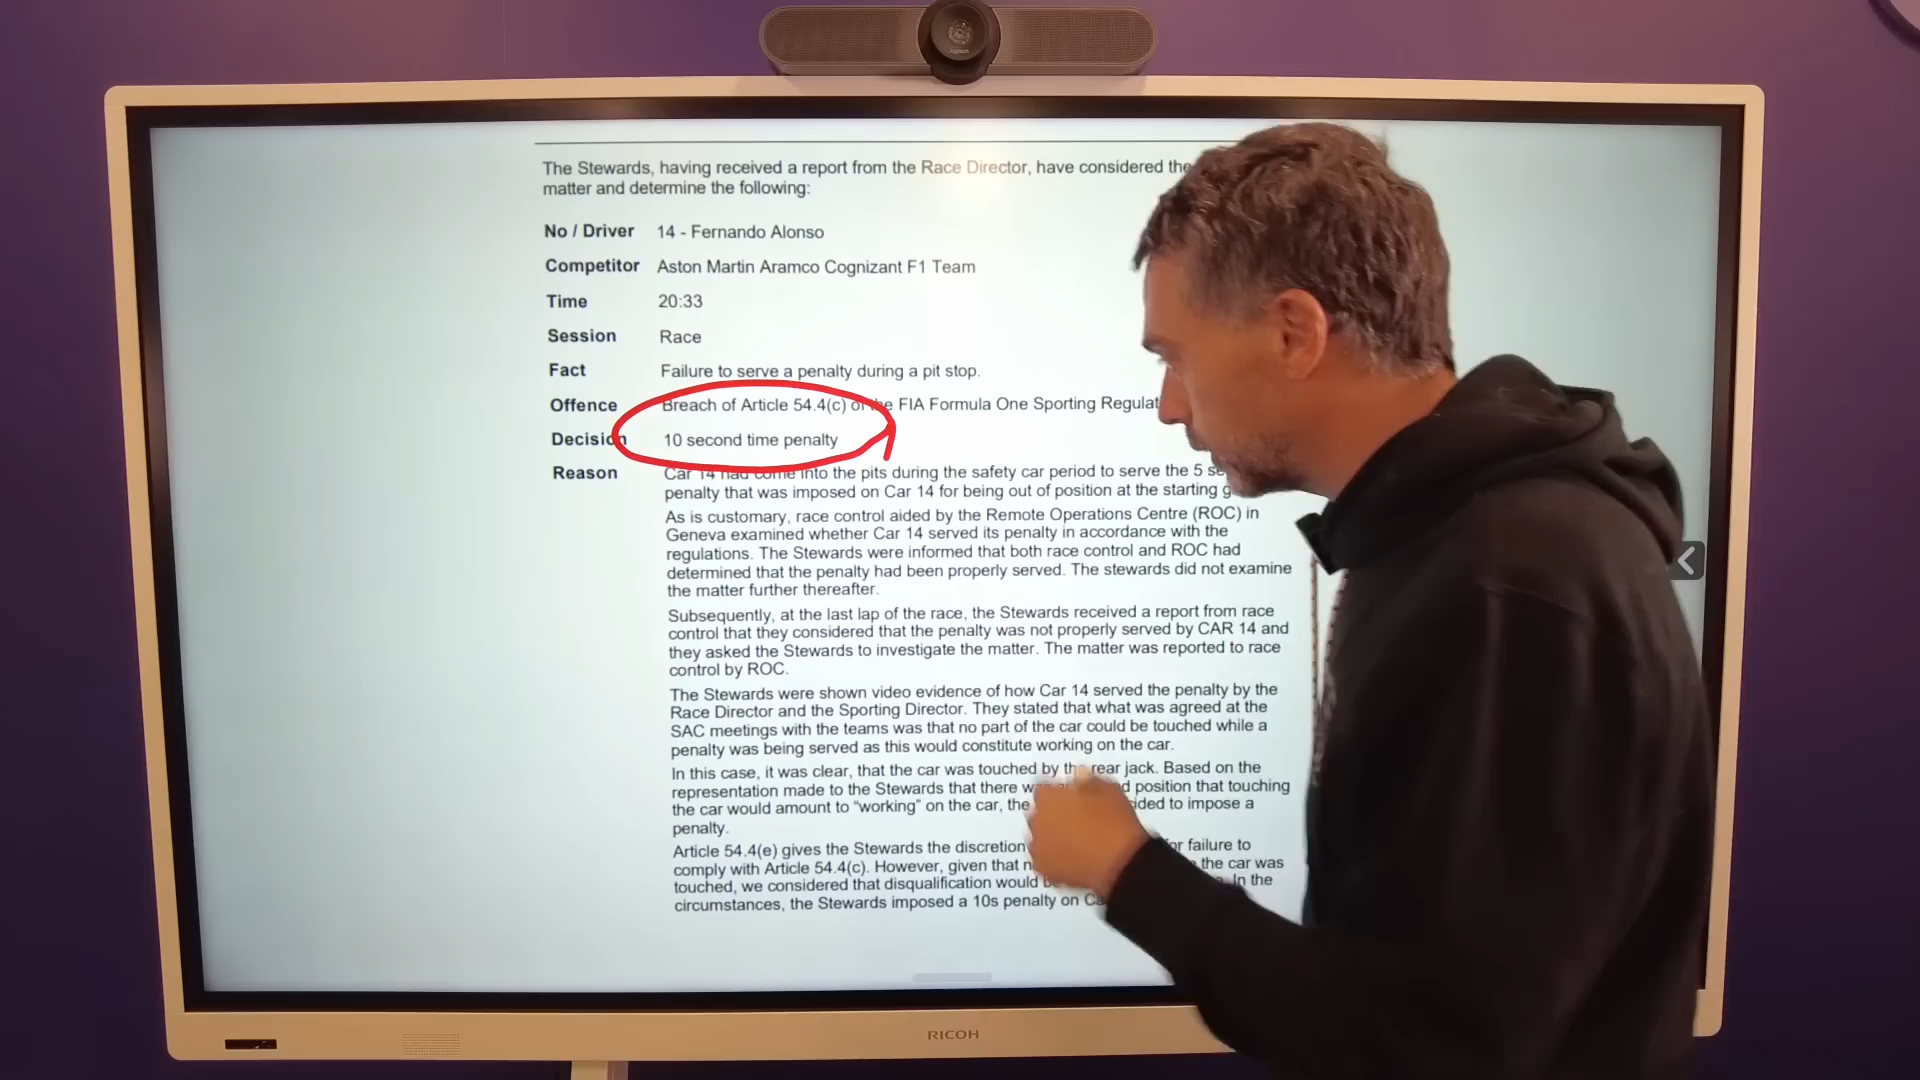 logitech
The Stewards, having received a report from the Race Director, have considered the
matter and determine the following:
No / Driver 14 - Fernando Alonso
Competitor Aston Martin Aramco Cognizant F1 Team
Time 20:33
Session Race
Fact Failure to serve a penalty during a pit stop.
Offence Breach of Article 54.4(c) of the FIA Formula One Sporting
Decision 10 second time penalty
Reason Car 14 had come into the pits during the safety car period to serve the 5
penalty that was imposed on Car 14 for being out of position at the starting
As is customary, race control aided by the Remote Operations Centre (ROC) in
Geneva examined whether Car 14 served its penalty in accordance with the
regulations. The Stewards were informed that both race control and ROC had
determined that the penalty had been properly served. The stewards did not examine
the matter further thereafter.
Subsequently, at the last lap of the race, the Stewards received a report from race
control that they considered that the penalty was not properly served by CAR 14 and
they asked the Stewards to investigate the matter. The matter was reported to race
control by ROC.
The Stewards were shown video evidence of how Car 14 served the penalty by the
Race Director and the Sporting Director. They stated that what was agreed at the
SAC meetings with the teams was that no part of the car could be touched while a
penalty was being served as this would constitute working on the car.
In this case, it was clear, that the car was touched by the rear jack. Based on the
representation made to the Stewards that there position that touching
the car would amount to “working” on the car, the to impose a
penalty.
Article 54.4(e) gives the Stewards the discretion failure to
comply with Article 54.4(c). However, given that the car was
touched, we considered that disqualification would In the
circumstances, the Stewards imposed a 10s penalty on
RICOH